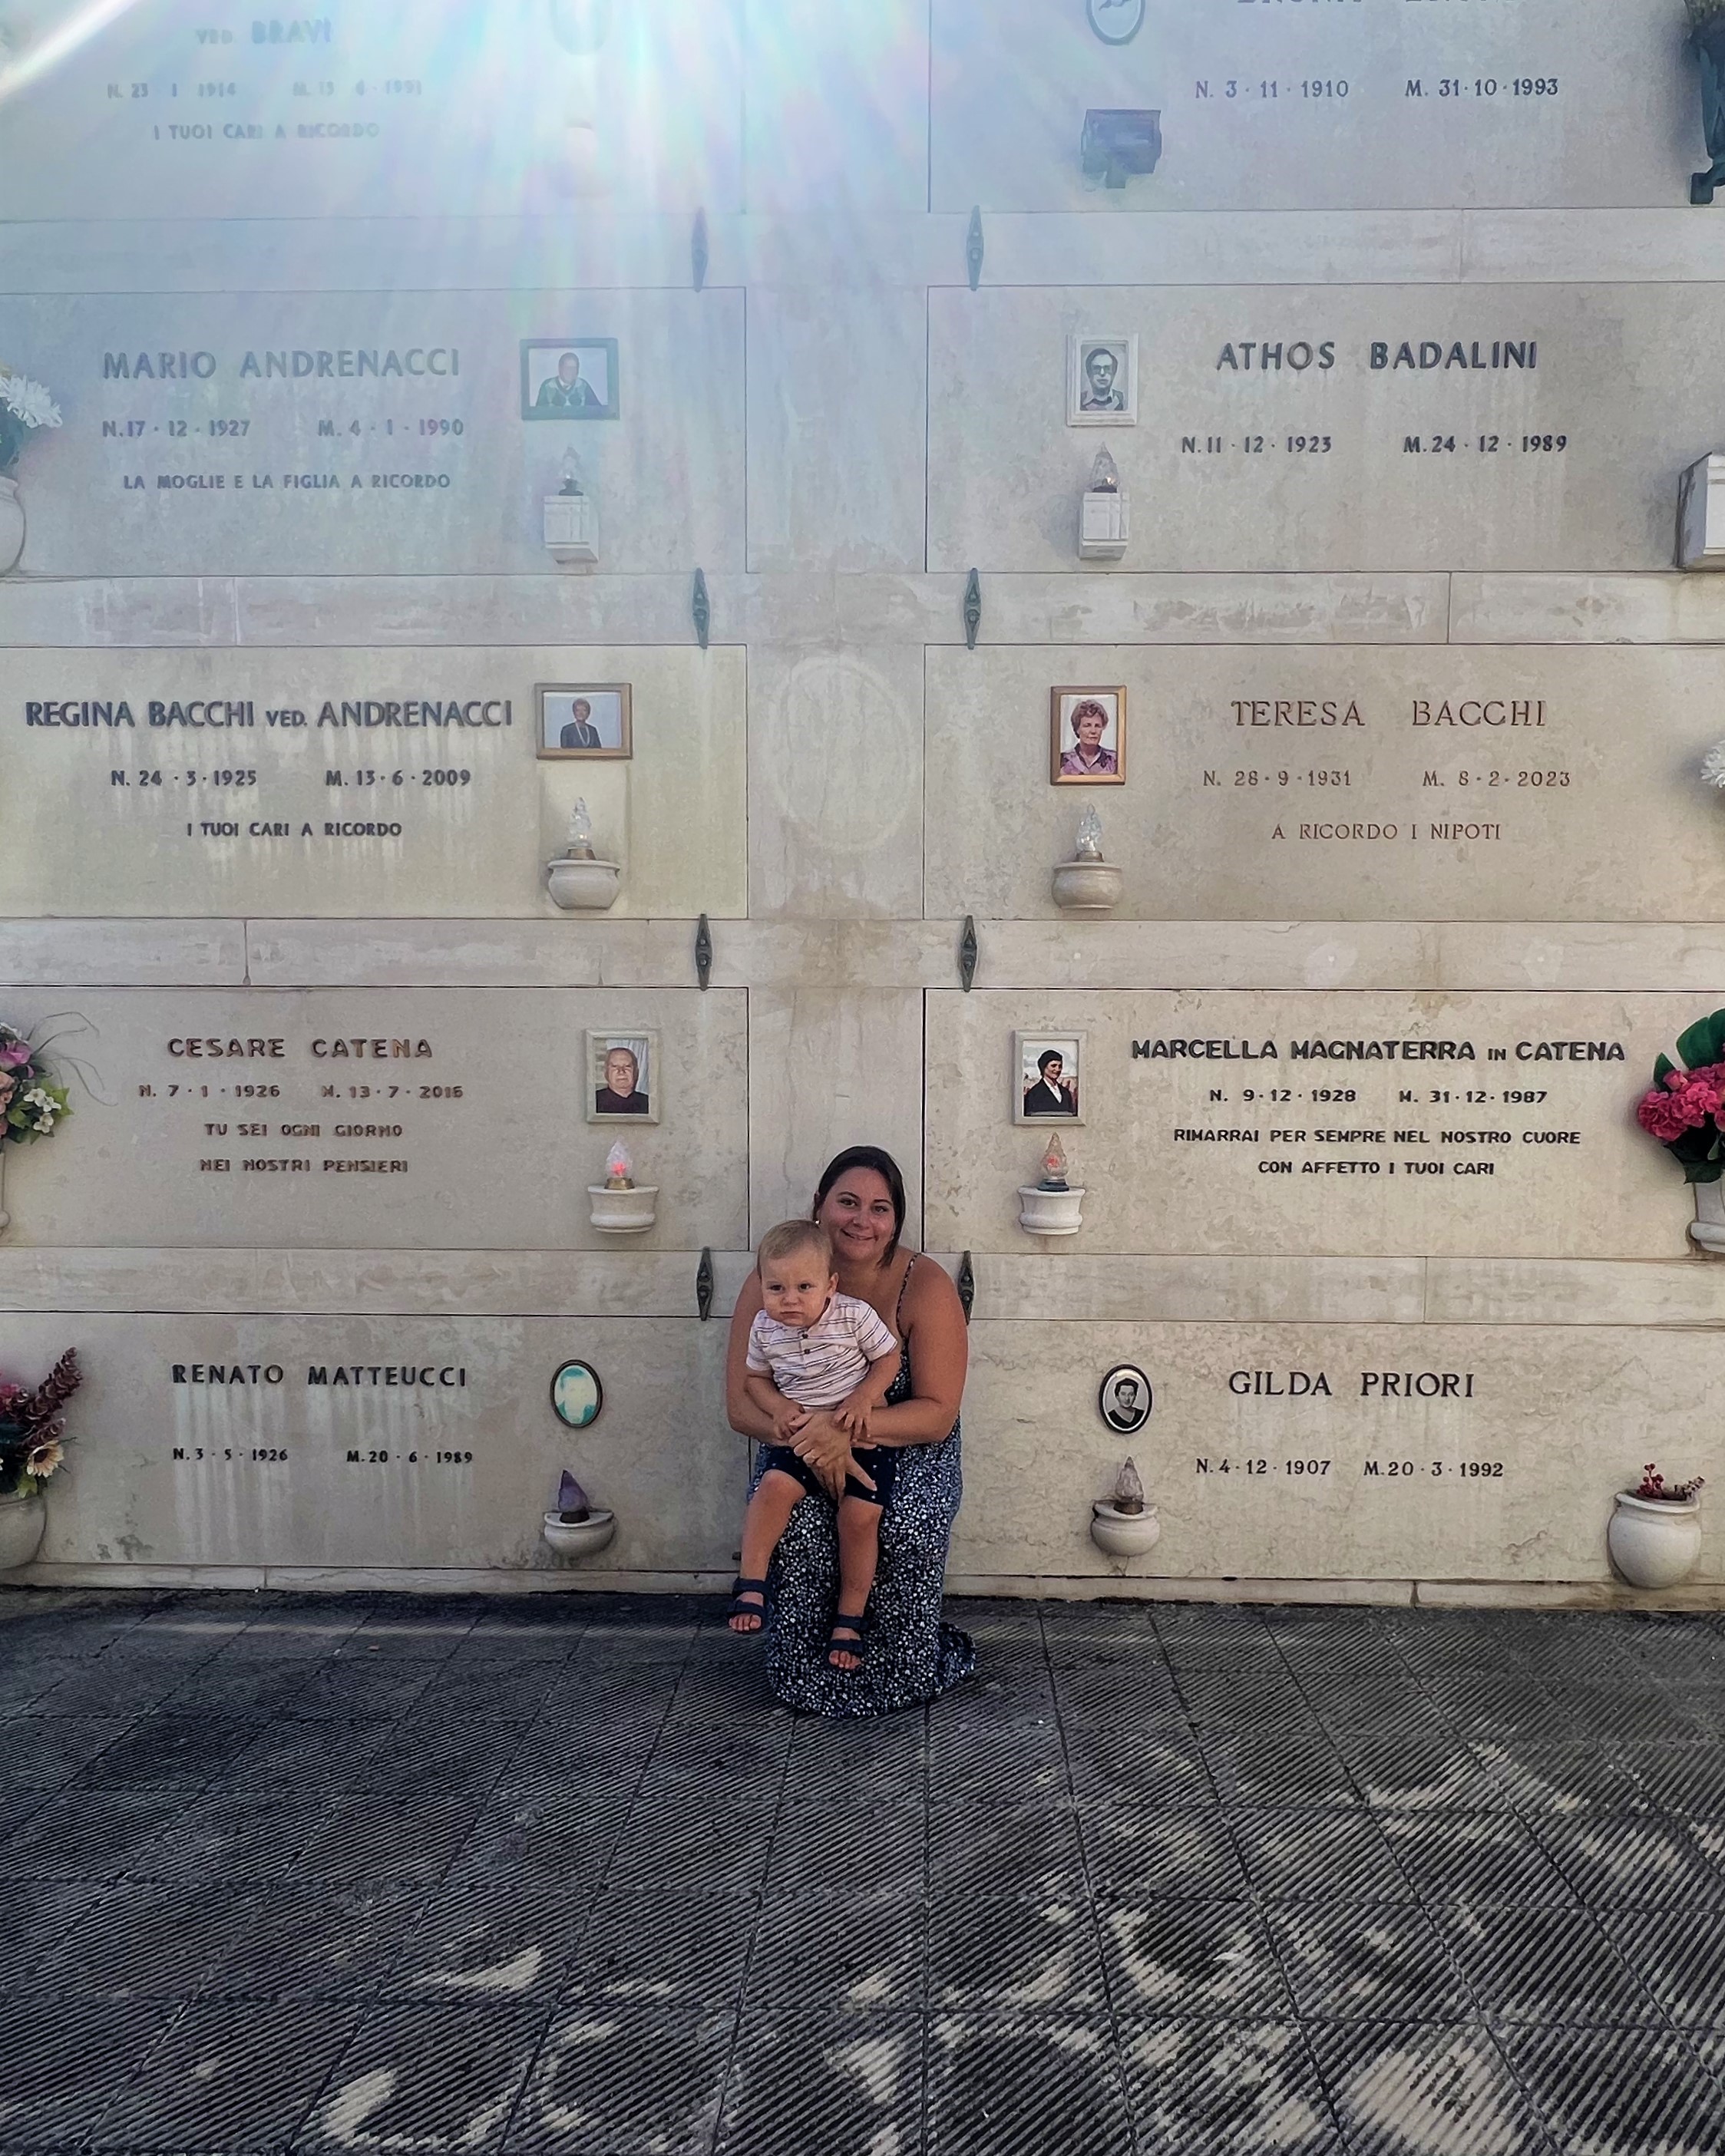 VED. BRAVI
N. 23 · 1 · 1914 M. 13 · 6 · 1991
I TUOI CARI A RICORDO
N. 3 · 11 · 1910 M. 31 · 10 · 1993
MARIO ANDRENACCI
N. 17 · 12 · 1927 M. 4 · 1 · 1990
LA MOGLIE E LA FIGLIA A RICORDO
ATHOS BADALINI
N. 11 · 12 · 1923 M. 24 · 12 · 1989
REGINA BACCHI VED. ANDRENACCI
N. 24 · 3 · 1925 M. 13 · 6 · 2009
I TUOI CARI A RICORDO
TERESA BACCHI
N. 28 · 9 · 1931 M. 8 · 2 · 2023
A RICORDO I NIPOTI
CESARE CATENA
N. 7 · 1 · 1926 M. 13 · 7 · 2016
TU SEI OGNI GIORNO
NEI NOSTRI PENSIERI
MARCELLA MAGNATERRA IN CATENA
N. 9 · 12 · 1928 M. 31 · 12 · 1987
RIMARRAI PER SEMPRE NEL NOSTRO CUORE
CON AFFETTO I TUOI CARI
RENATO MATTEUCCI
N. 3 · 5 · 1926 M. 20 · 6 · 1989
GILDA PRIORI
N. 4 · 12 · 1907 M. 20 · 3 · 1992